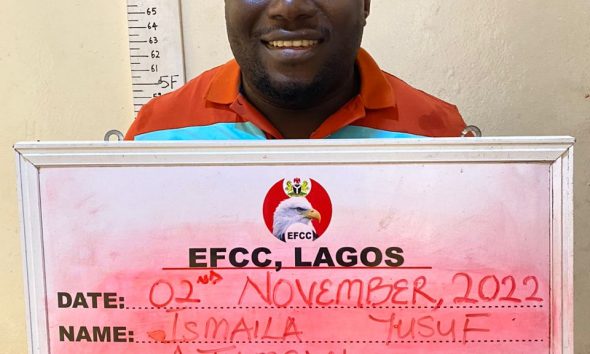 65
64
63
62
61
5F
EFCC
EFCC, LAGOS
DATE: 02ND NOVEMBER, 2022
NAME: ISMAILA YUSUF